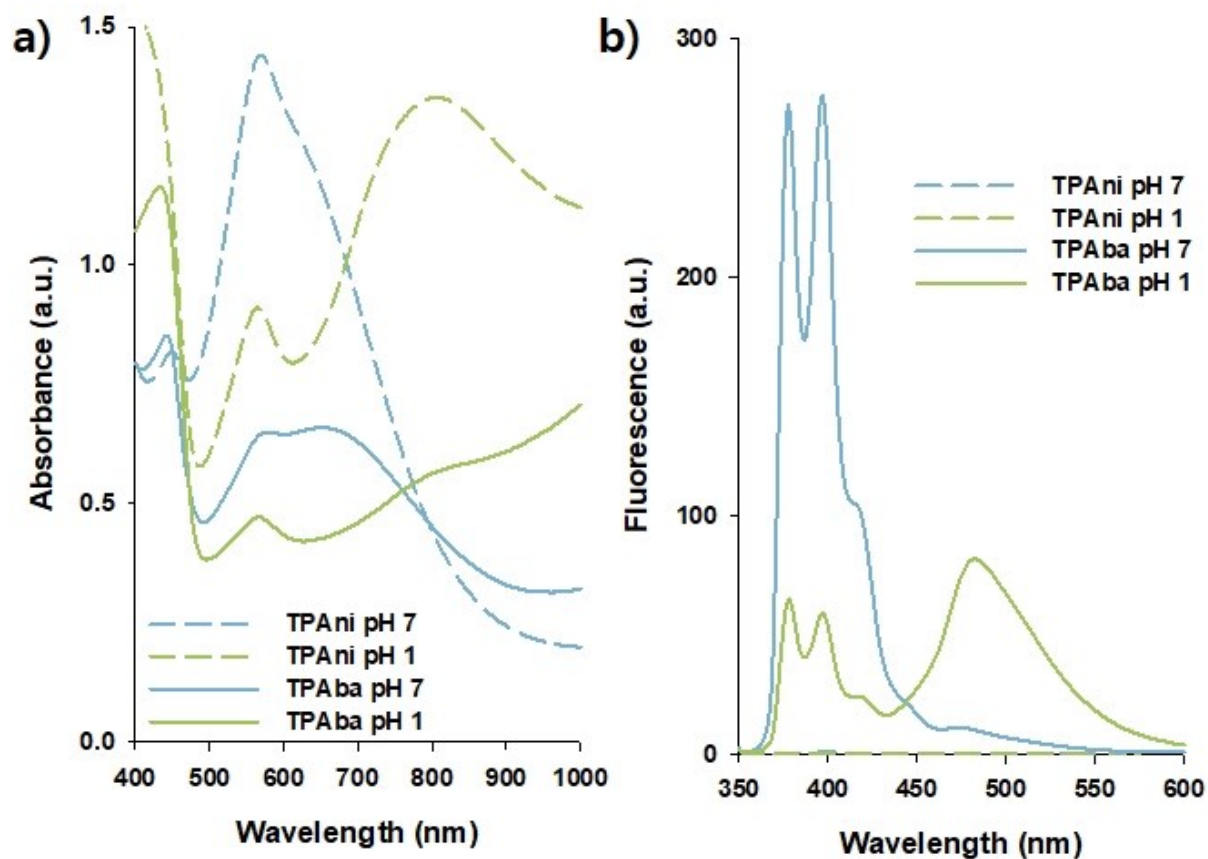 a)
1.5
1.0
0.5
0.0
Absorbance (a.u.)
TPAni pH 7
TPAni pH 1
TPAba pH 7
TPAba pH 1
400 500 600 700 800 900 1000
Wavelength (nm)
b)
300
200
100
0
Fluorescence (a.u.)
TPAni pH 7
TPAni pH 1
TPAba pH 7
TPAba pH 1
350 400 450 500 550 600
Wavelength (nm)